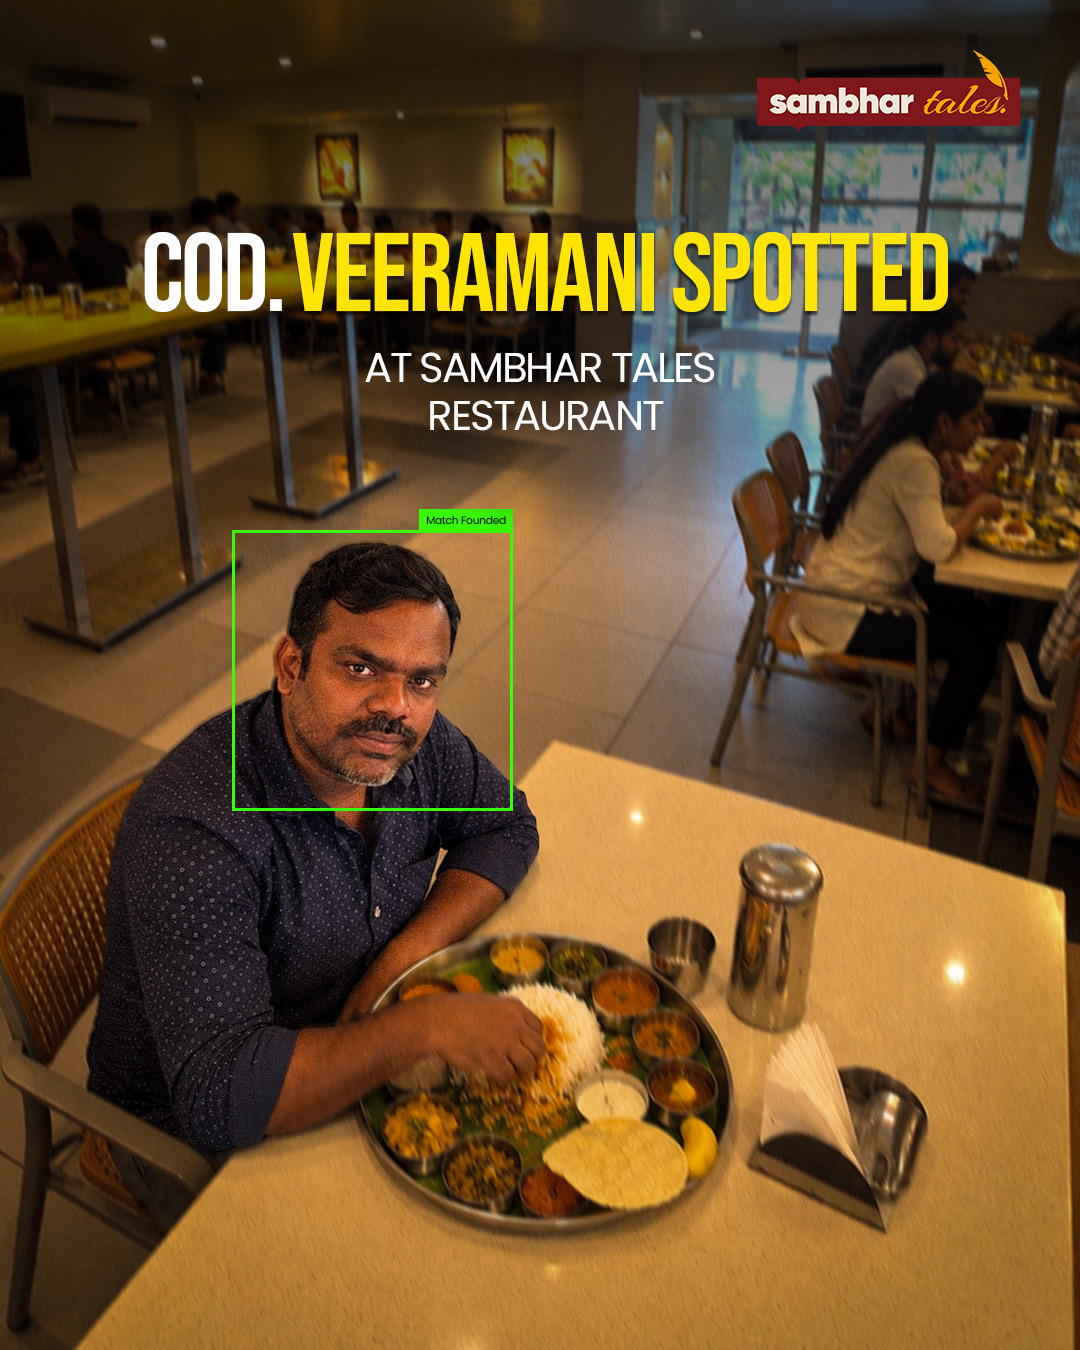 sambhar tales.
COD. VEERAMANI SPOTTED
AT SAMBHAR TALES
RESTAURANT
Match Founded